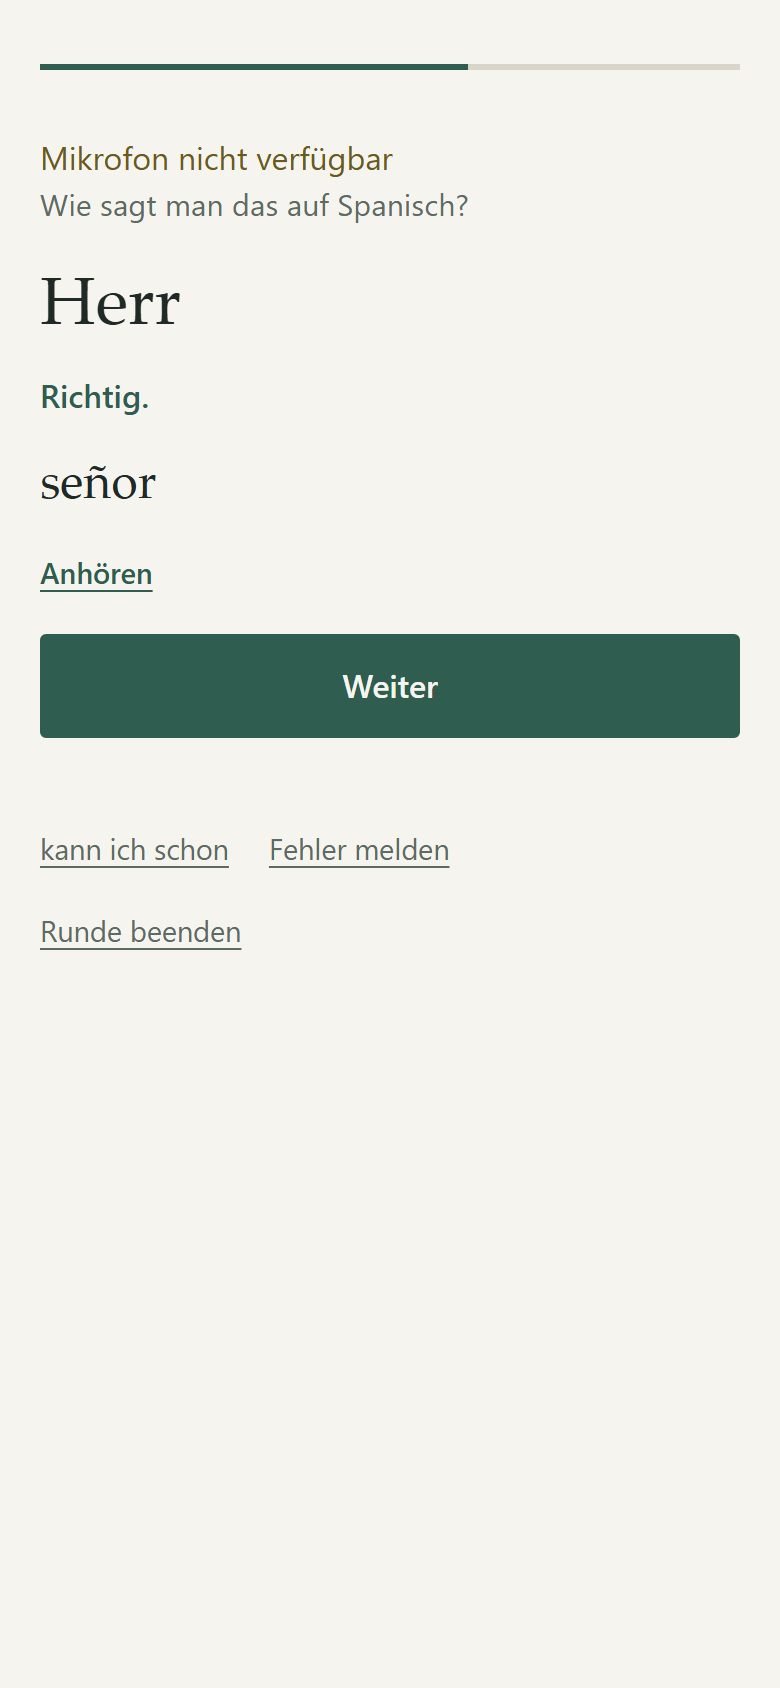 Mikrofon nicht verfügbar
Wie sagt man das auf Spanisch?
Herr
Richtig.
señor
Anhören
Weiter
kann ich schon Fehler melden
Runde beenden